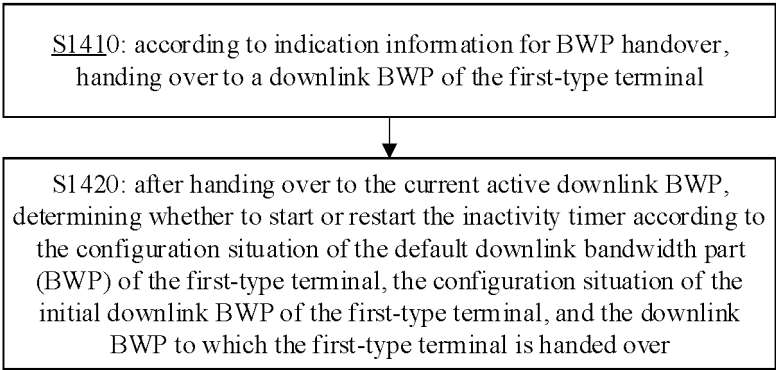 S1410: according to indication information for BWP handover,
handing over to a downlink BWP of the first-type terminal
S1420: after handing over to the current active downlink BWP,
determining whether to start or restart the inactivity timer according to
the configuration situation of the default downlink bandwidth part
(BWP) of the first-type terminal, the configuration situation of the
initial downlink BWP of the first-type terminal, and the downlink
BWP to which the first-type terminal is handed over